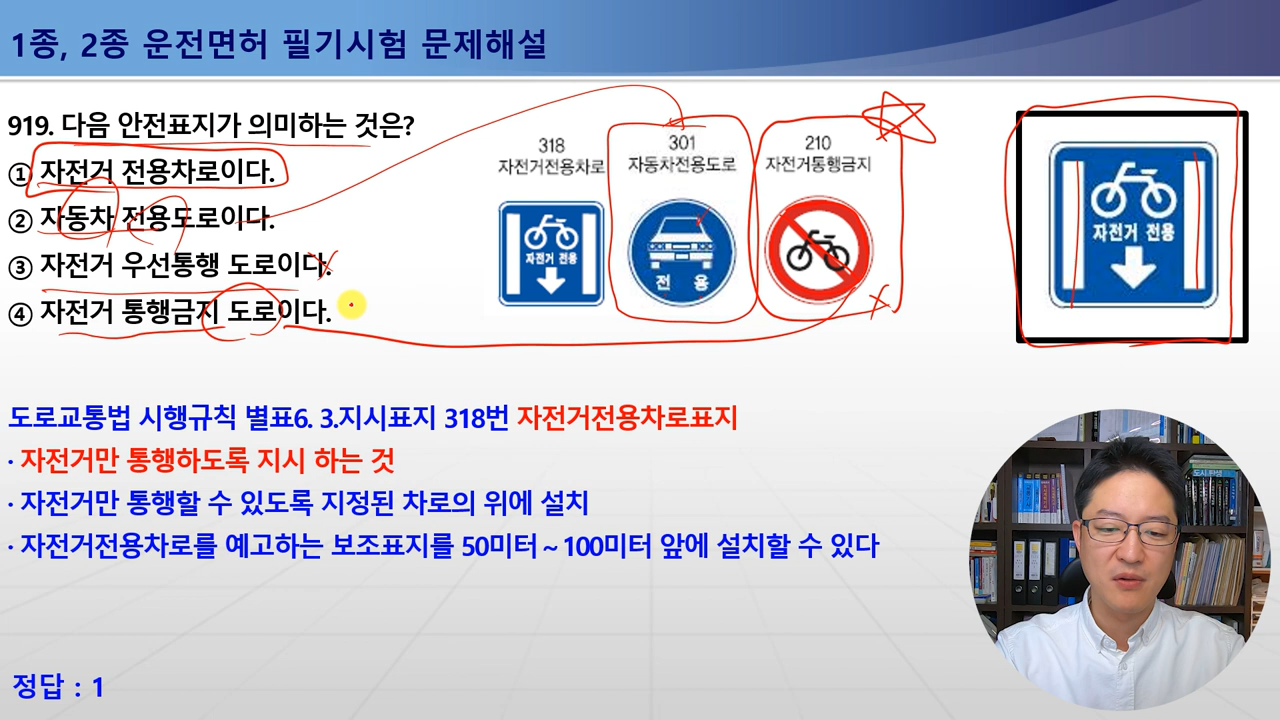 1종, 2종 운전면허 필기시험 문제해설
919. 다음 안전표지가 의미하는 것은?
① 자전거 전용차로이다.
② 자동차 전용도로이다.
③ 자전거 우선통행 도로이다.
④ 자전거 통행금지 도로이다.
318
자전거전용차로
자전거 전용
301
자동차전용도로
전 용
210
자전거통행금지
자전거 전용
도로교통법 시행규칙 별표6. 3.지시표지 318번 자전거전용차로표지
· 자전거만 통행하도록 지시 하는 것
· 자전거만 통행할 수 있도록 지정된 차로의 위에 설치
· 자전거전용차로를 예고하는 보조표지를 50미터 ~ 100미터 앞에 설치할 수 있다
정답 : 1